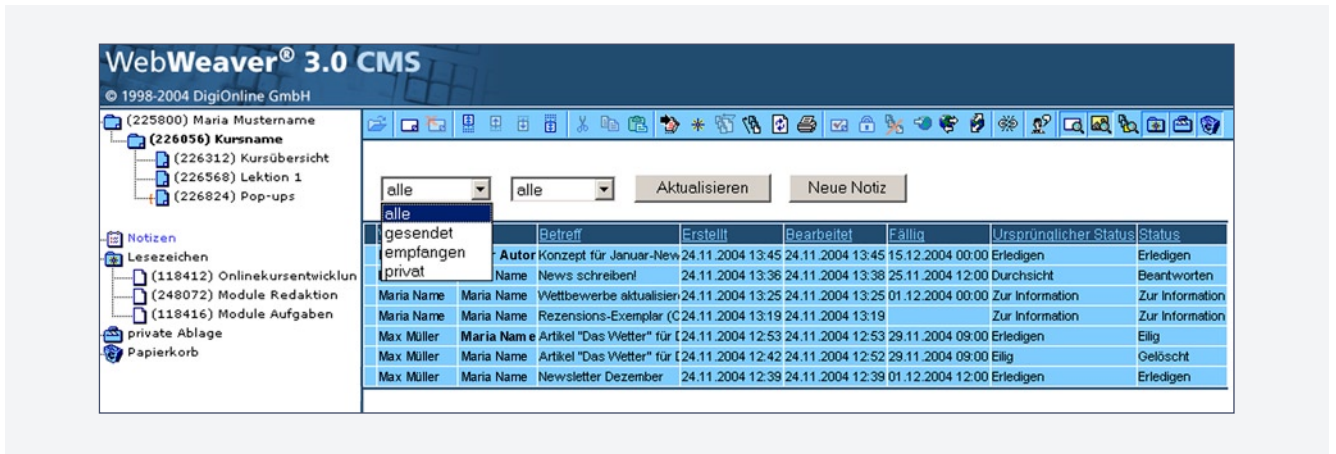 WebWeaver® 3.0 CMS
© 1998-2004 DigiOnline GmbH
(225800) Maria Mustername
(226056) Kursname
(226312) Kursübersicht
(226568) Lektion 1
(226824) Pop-ups
Notizen
Lesezeichen
(118412) Onlinekursentwicklun
(248072) Module Redaktion
(118416) Module Aufgaben
private Ablage
Papierkorb
alle alle Aktualisieren Neue Notiz
alle
gesendet
empfangen
privat
Betreff Erstellt Bearbeitet Fällig Ursprünglicher Status Status
Autor Konzept für Januar-New 24.11.2004 13:45 24.11.2004 13:45 15.12.2004 00:00 Erledigen Erledigen
Name News schreiben! 24.11.2004 13:36 24.11.2004 13:38 25.11.2004 12:00 Durchsicht Beantworten
Maria Name Maria Name Wettbewerbe aktualisier 24.11.2004 13:25 24.11.2004 13:25 01.12.2004 00:00 Zur Information Zur Information
Maria Name Maria Name Rezensions-Exemplar (C 24.11.2004 13:19 24.11.2004 13:19 Zur Information Zur Information
Max Müller Maria Name Artikel "Das Wetter" für 24.11.2004 12:53 24.11.2004 12:53 29.11.2004 09:00 Erledigen Eilig
Max Müller Maria Name Artikel "Das Wetter" für 24.11.2004 12:42 24.11.2004 12:52 29.11.2004 09:00 Eilig Gelöscht
Max Müller Maria Name Newsletter Dezember 24.11.2004 12:39 24.11.2004 12:39 01.12.2004 12:00 Erledigen Erledigen